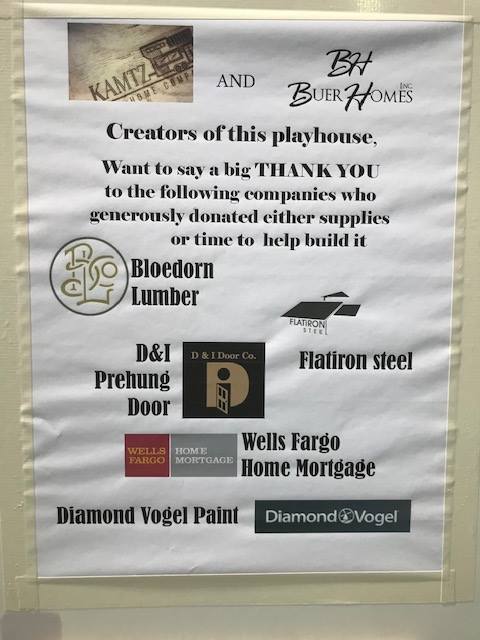 KAMTZ
HOME COMP
AND
BH
BUER HOMES INC
Creators of this playhouse,
Want to say a big THANK YOU
to the following companies who
generously donated either supplies
or time to help build it
Bloedorn
Lumber
FLATIRON
STEEL
D&I
Prehung
Door
D & I Door Co.
Flatiron steel
WELLS
FARGO
HOME
MORTGAGE
Wells Fargo
Home Mortgage
Diamond Vogel Paint
Diamond Vogel